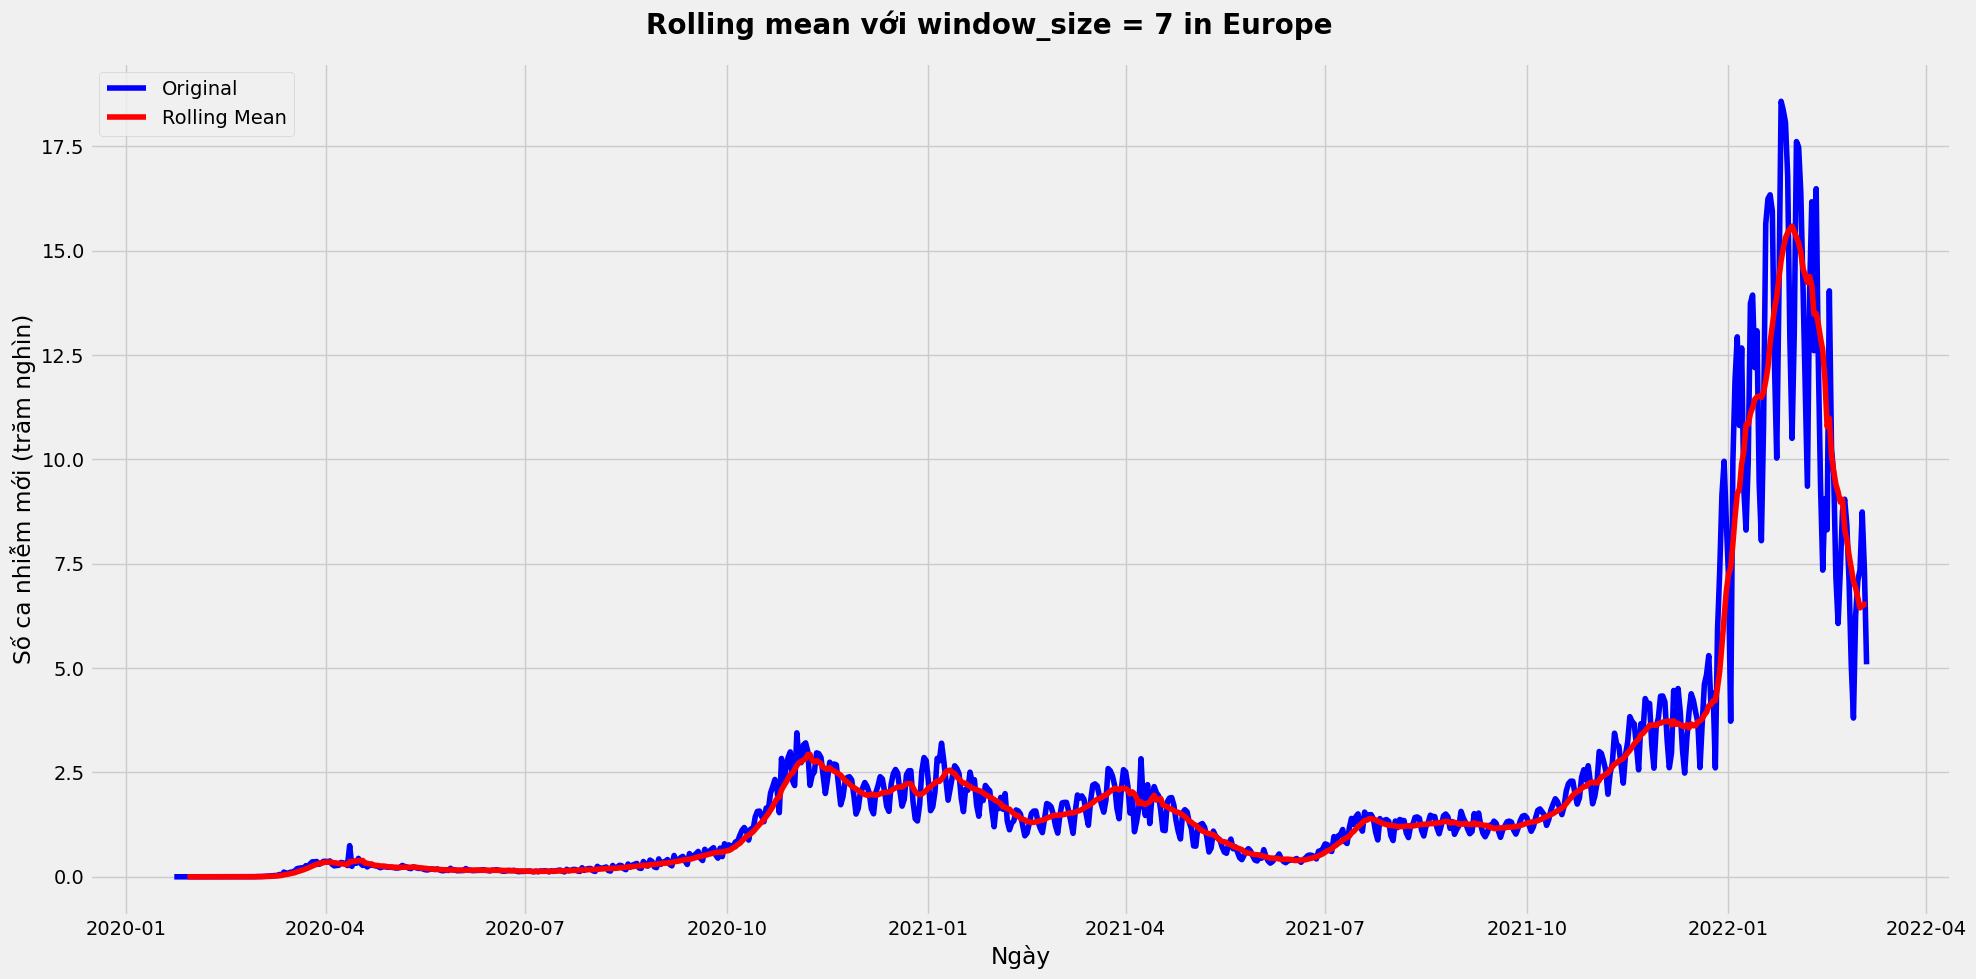 Rolling mean với window_size = 7 in Europe
Original
Rolling Mean
Số ca nhiễm mới (trăm nghìn)
17.5
15.0
12.5
10.0
7.5
5.0
2.5
0.0
2020-01 2020-04 2020-07 2020-10 2021-01 2021-04 2021-07 2021-10 2022-01 2022-04
Ngày